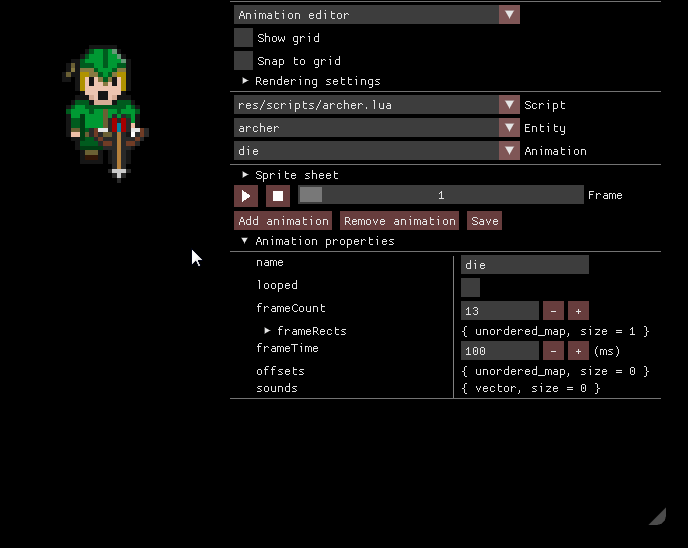 Animation editor
Show grid
Snap to grid
Rendering settings
res/scripts/archer.lua Script
archer Entity
die Animation
Sprite sheet
1 Frame
Add animation Remove animation Save
Animation properties
name die
looped
frameCount 13 - +
frameRects { unordered_map, size = 1 }
frameTime 100 - + (ms)
offsets { unordered_map, size = 0 }
sounds { vector, size = 0 }